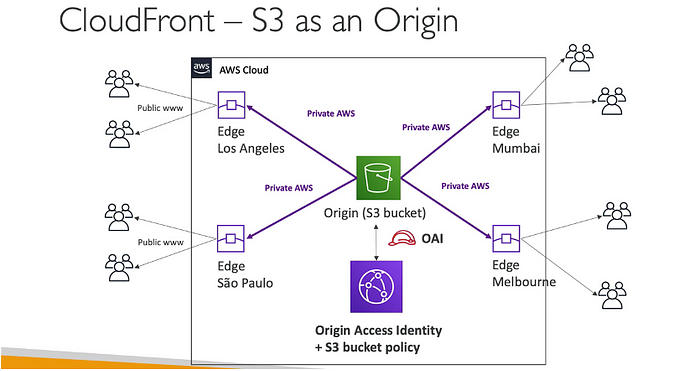 CloudFront – S3 as an Origin
aws
AWS Cloud
Public www
Private AWS
Private AWS
Edge
Los Angeles
Edge
Mumbai
Private AWS
Private AWS
Origin (S3 bucket)
Public www
OAI
Edge
São Paulo
Edge
Melbourne
Origin Access Identity
+ S3 bucket policy